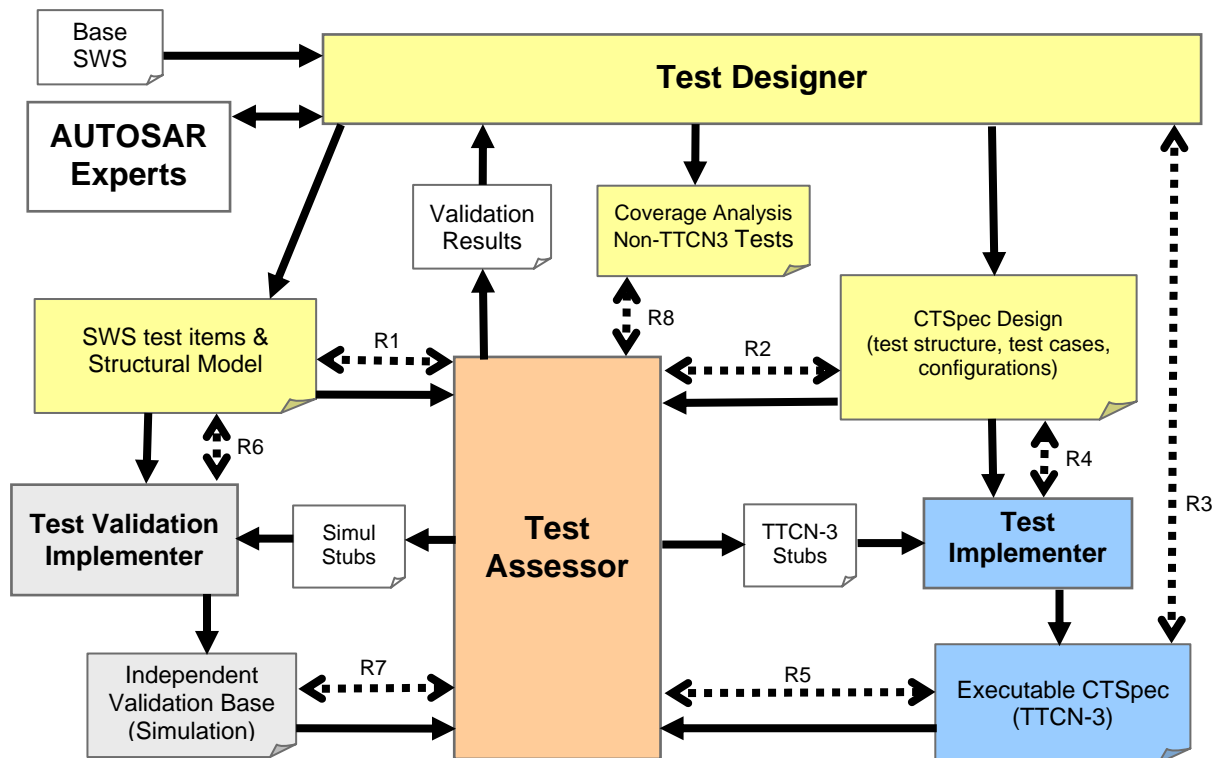 Base
SWS
Test Designer
AUTOSAR
Experts
Validation
Results
Coverage Analysis
Non-TTCN3 Tests
SWS test items &
Structural Model
R1
R8
R2
CTSpec Design
(test structure, test cases,
configurations)
R6
R4
R3
Test Validation
Implementer
Simul
Stubs
Test
Assessor
TTCN-3
Stubs
Test
Implementer
Independent
Validation Base
(Simulation)
R7
R5
Executable CTSpec
(TTCN-3)